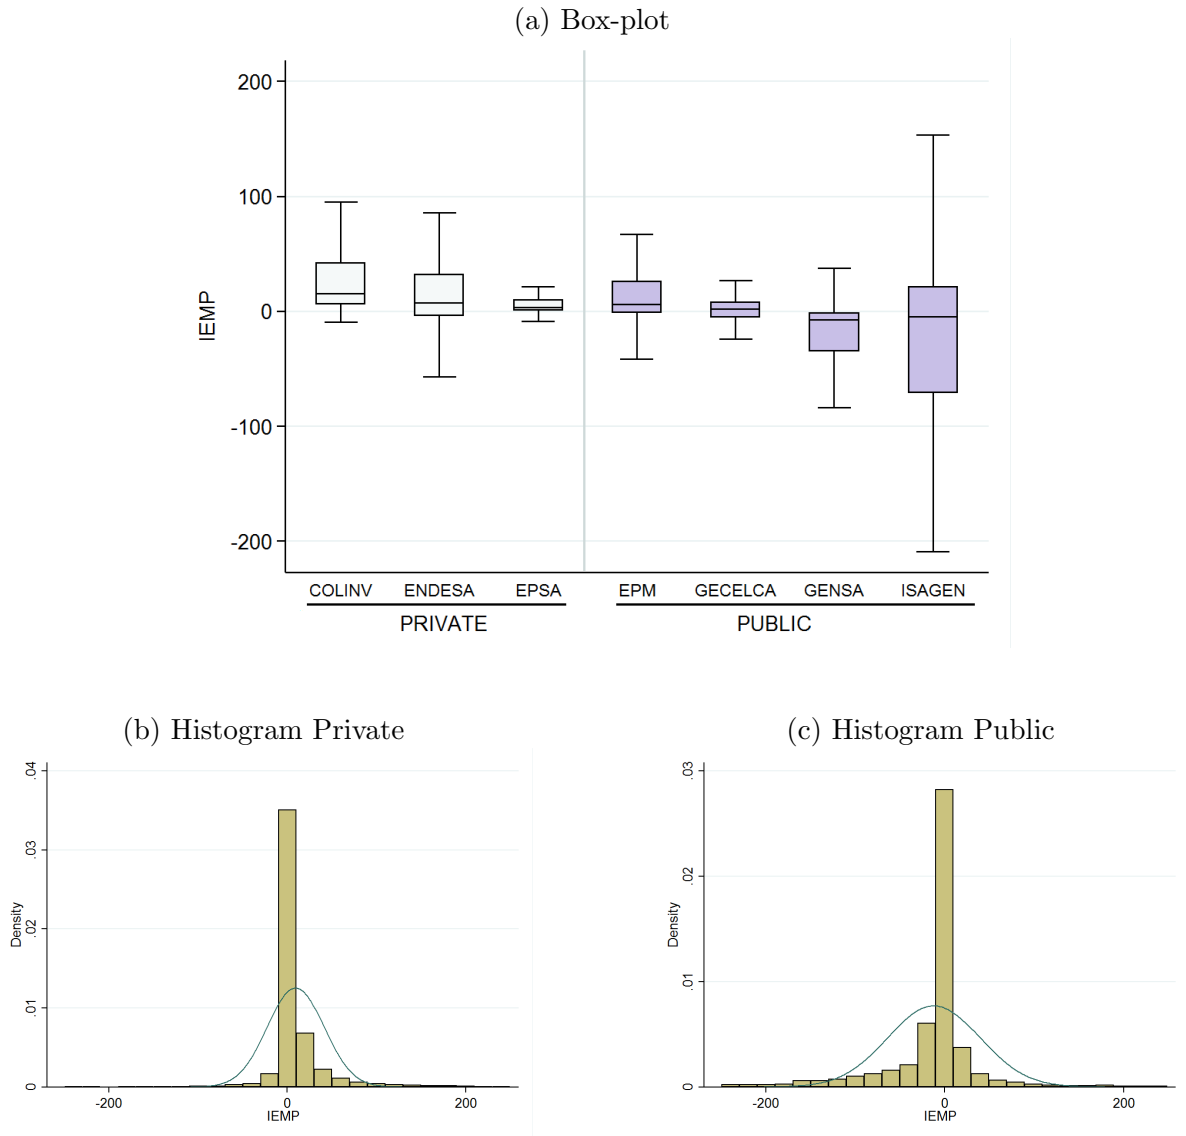 (a) Box-plot
200
100
0
-100
-200
IEMP
COLINV ENDESA EPSA EPM GECELCA GENSA ISAGEN
PRIVATE PUBLIC
(b) Histogram Private
.04
.03
.02
.01
0
Density
-200 0 200
IEMP
(c) Histogram Public
.03
.02
.01
0
Density
-200 0 200
IEMP